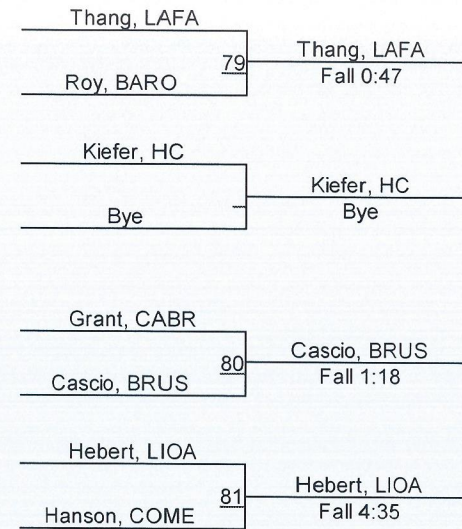 Thang, LAFA
79
Roy, BARO
Thang, LAFA
Fall 0:47
Kiefer, HC
Bye
Kiefer, HC
Bye
Grant, CABR
80
Cascio, BRUS
Cascio, BRUS
Fall 1:18
Hebert, LIOA
81
Hanson, COME
Hebert, LIOA
Fall 4:35